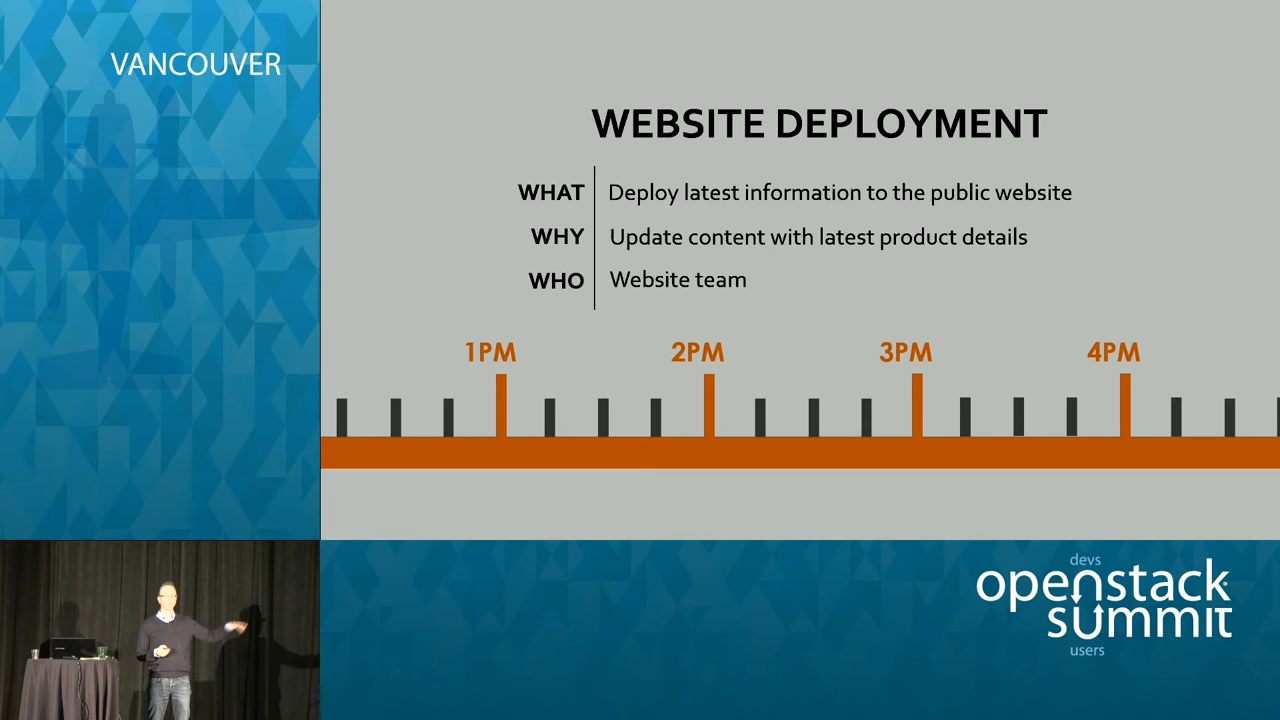 VANCOUVER
WEBSITE DEPLOYMENT
WHAT Deploy latest information to the public website
WHY Update content with latest product details
WHO Website team
1PM 2PM 3PM 4PM
devs
openstack
summit
users